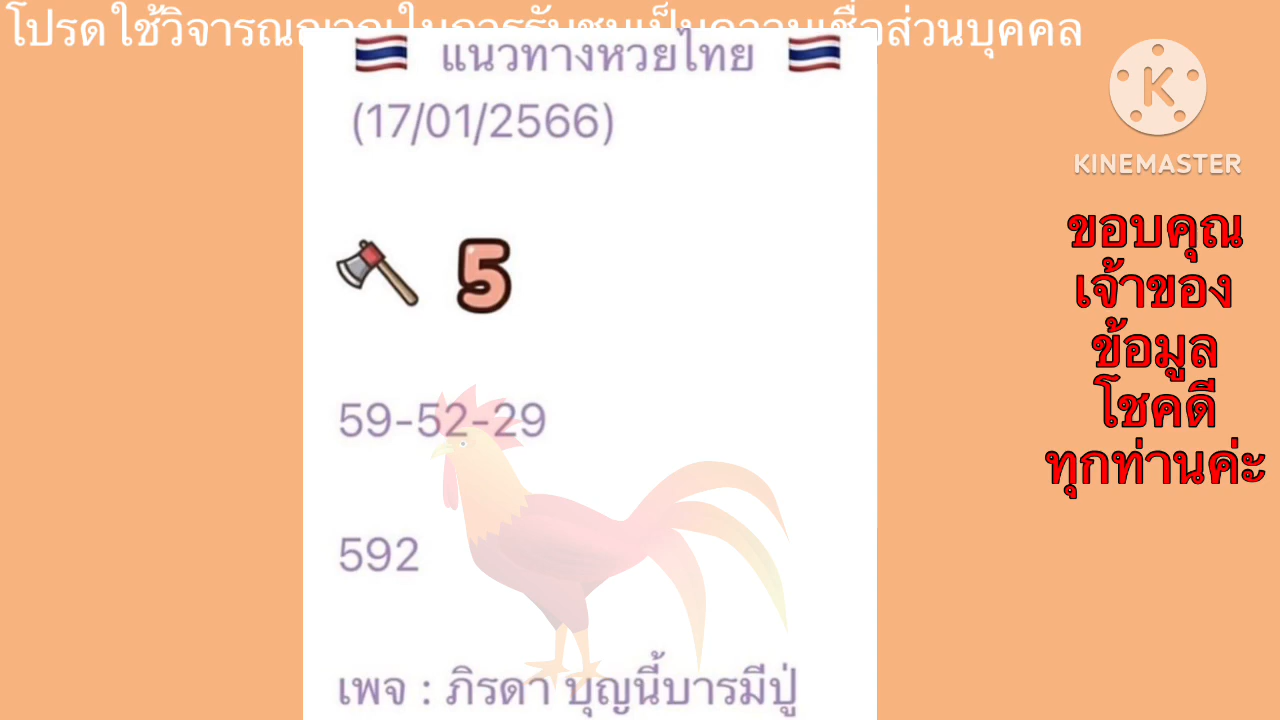 โปรดใช้วิจารณญาณในการรับชมเป็นความเชื่อส่วนบุคคล
แนวทางหวยไทย
(17/01/2566)
5
59-52-29
592
เพจ : ภิรดา บุญนี้บารมีปู่
K
KINEMASTER
ขอบคุณ
เจ้าของ
ข้อมูล
โชคดี
ทุกท่านค่ะ